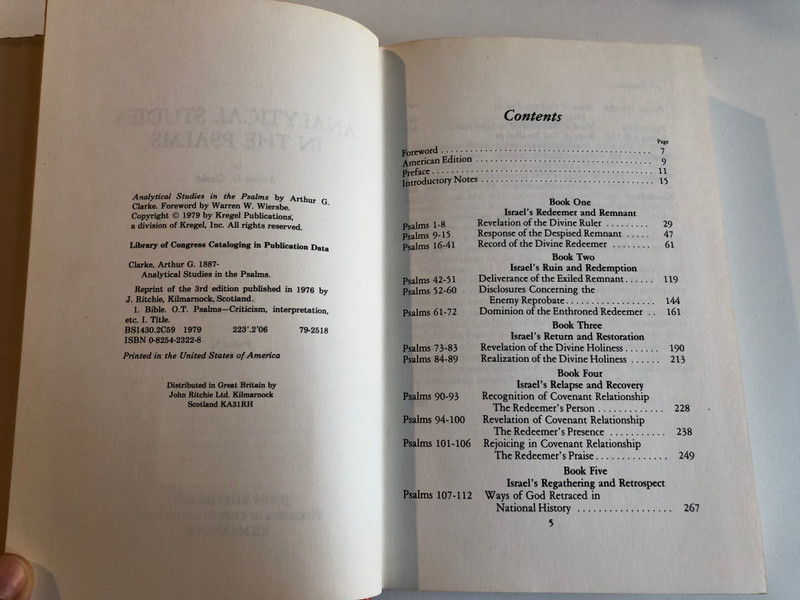 Analytical Studies in the Psalms by Arthur G.
Clarke. Foreword by Warren W. Wiersbe.
Copyright © 1979 by Kregel Publications,
a division of Kregel, Inc. All rights reserved.
Library of Congress Cataloging in Publication Data
Clarke, Arthur G. 1887-
Analytical Studies in the Psalms.
Reprint of the 3rd edition published in 1976 by
J. Ritchie, Kilmarnock, Scotland.
1. Bible. O.T. Psalms—Criticism, interpretation,
etc. I. Title.
BS1430.2C59 1979 223'.2'06 79-2518
ISBN 0-8254-2322-8
Printed in the United States of America
Distributed in Great Britain by
John Ritchie Ltd. Kilmarnock
Scotland KA31RH
Contents
Page
Foreword . . . . . . . . . . . . . . . . . . . . 7
American Edition . . . . . . . . . . . . . . . . . . . . 9
Preface . . . . . . . . . . . . . . . . . . . . 11
Introductory Notes . . . . . . . . . . . . . . . . . . . . 15
Book One
Israel's Redeemer and Remnant
Psalms 1-8 Revelation of the Divine Ruler . . . . . . . . . 29
Psalms 9-15 Response of the Despised Remnant . . . . . 47
Psalms 16-41 Record of the Divine Redeemer . . . . . . . . 61
Book Two
Israel's Ruin and Redemption
Psalms 42-51 Deliverance of the Exiled Remnant . . . . . . 119
Psalms 52-60 Disclosures Concerning the
Enemy Reprobate . . . . . . . . . . . . . . . . . . 144
Psalms 61-72 Dominion of the Enthroned Redeemer . . 161
Book Three
Israel's Return and Restoration
Psalms 73-83 Revelation of the Divine Holiness . . . . . . . 190
Psalms 84-89 Realization of the Divine Holiness . . . . . . 213
Book Four
Israel's Relapse and Recovery
Psalms 90-93 Recognition of Covenant Relationship
The Redeemer's Person . . . . . . . . . . . . . 228
Psalms 94-100 Revelation of Covenant Relationship
The Redeemer's Presence . . . . . . . . . . . 238
Psalms 101-106 Rejoicing in Covenant Relationship
The Redeemer's Praise . . . . . . . . . . . . . . 249
Book Five
Israel's Regathering and Retrospect
Psalms 107-112 Ways of God Retraced in
National History . . . . . . . . . . . . . . . . . . 267
5